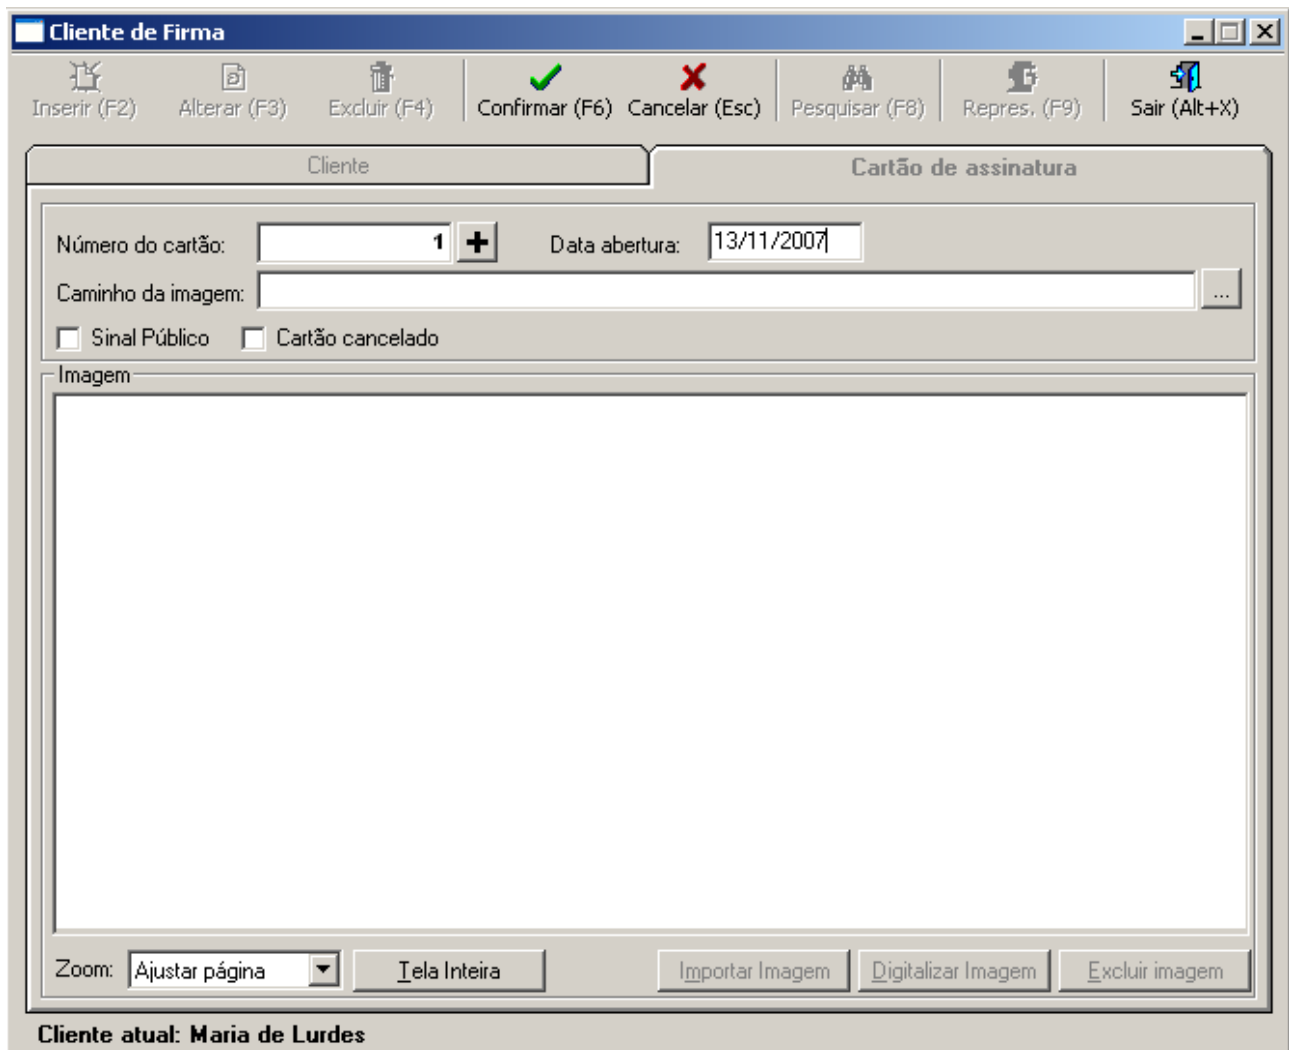 Cliente de Firma
Inserir (F2) Alterar (F3) Excluir (F4) Confirmar (F6) Cancelar (Esc) Pesquisar (F8) Repres. (F9) Sair (Alt+X)
Cliente Cartão de assinatura
Número do cartão: 1 Data abertura: 13/11/2007
Caminho da imagem: ...
Sinal Público Cartão cancelado
Imagem
Zoom: Ajustar página Tela Inteira Importar Imagem Digitalizar Imagem Excluir imagem
Cliente atual: Maria de Lurdes